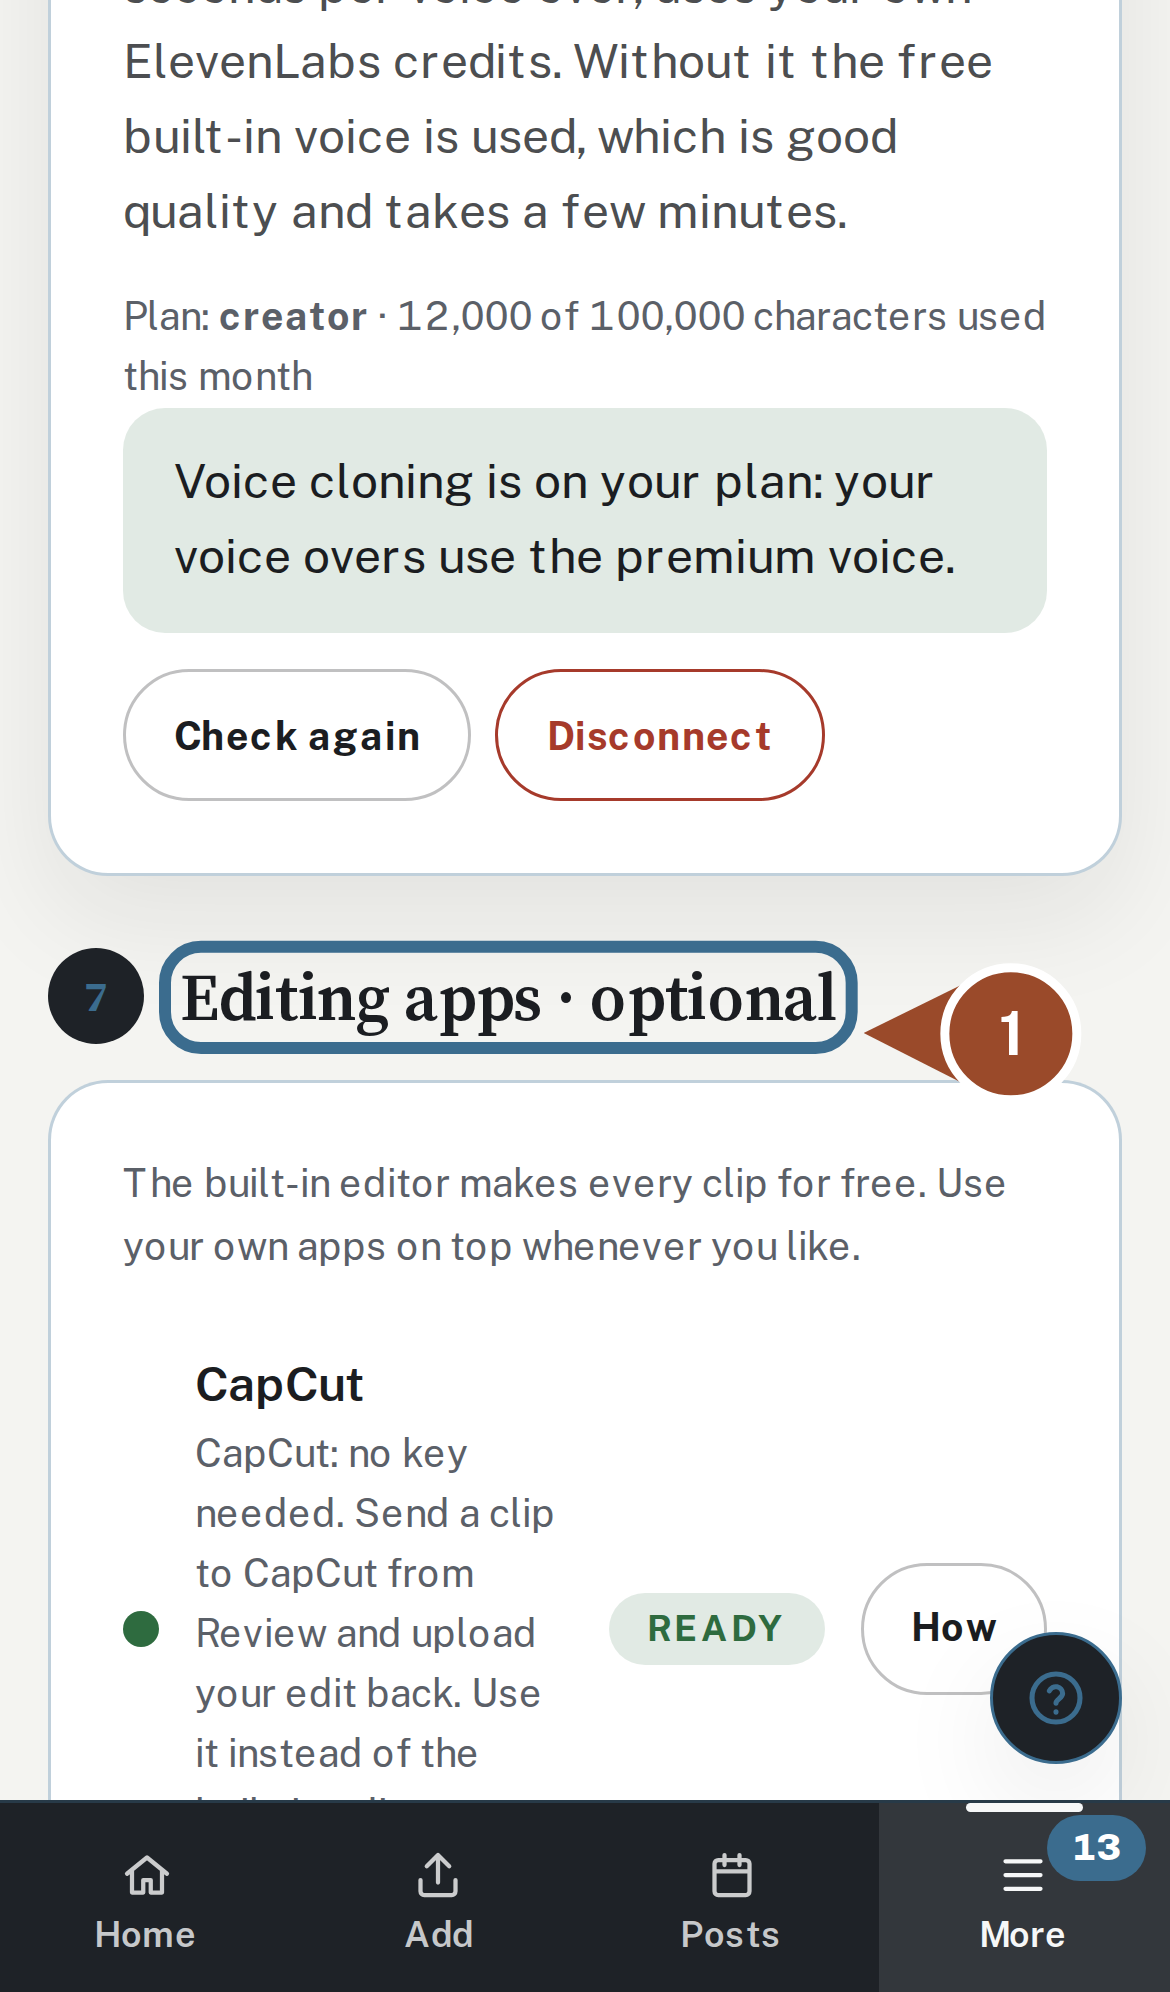 ElevenLabs credits. Without it the free
built-in voice is used, which is good
quality and takes a few minutes.
Plan: creator · 12,000 of 100,000 characters used
this month
Voice cloning is on your plan: your
voice overs use the premium voice.
Check again
Disconnect
7
Editing apps · optional
1
The built-in editor makes every clip for free. Use
your own apps on top whenever you like.
CapCut
CapCut: no key
needed. Send a clip
to CapCut from
Review and upload
your edit back. Use
it instead of the
READY
How
13
Home
Add
Posts
More